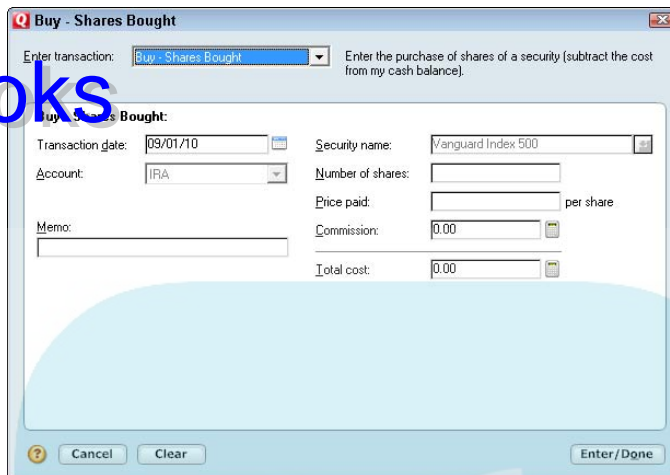 Buy - Shares Bought
Enter transaction: Buy - Shares Bought Enter the purchase of shares of a security (subtract the cost from my cash balance).
oks
Buy - Shares Bought:
Transaction date: 09/01/10 Security name: Vanguard Index 500
Account: IRA Number of shares:
Price paid: per share
Memo: Commission: 0.00
Total cost: 0.00
? Cancel Clear Enter/Done